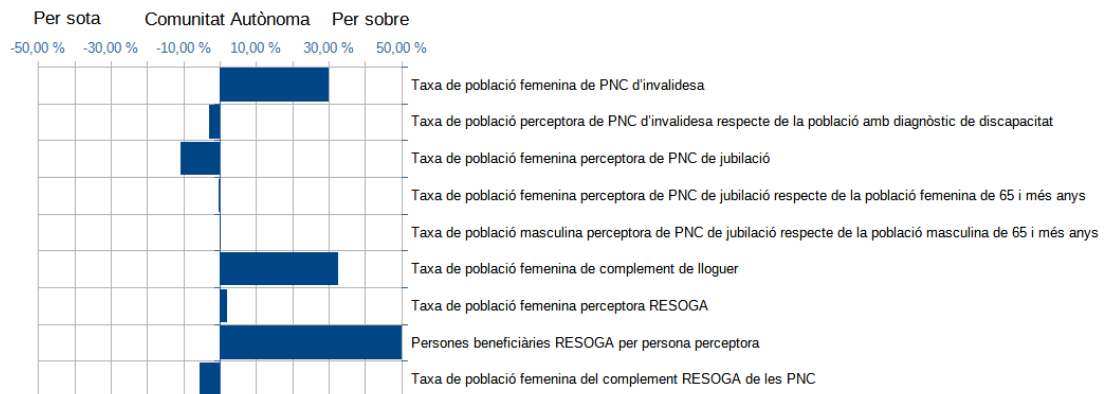 Per sota Comunitat Autònoma Per sobre
-50,00 % -30,00 % -10,00 % 10,00 % 30,00 % 50,00 %
Taxa de població femenina de PNC d'invalidesa
Taxa de població perceptora de PNC d'invalidesa respecte de la població amb diagnòstic de discapacitat
Taxa de població femenina perceptora de PNC de jubilació
Taxa de població femenina perceptora de PNC de jubilació respecte de la població femenina de 65 i més anys
Taxa de població masculina perceptora de PNC de jubilació respecte de la població masculina de 65 i més anys
Taxa de població femenina de complement de lloguer
Taxa de població femenina perceptora RESOGA
Persones beneficiàries RESOGA per persona perceptora
Taxa de població femenina del complement RESOGA de les PNC